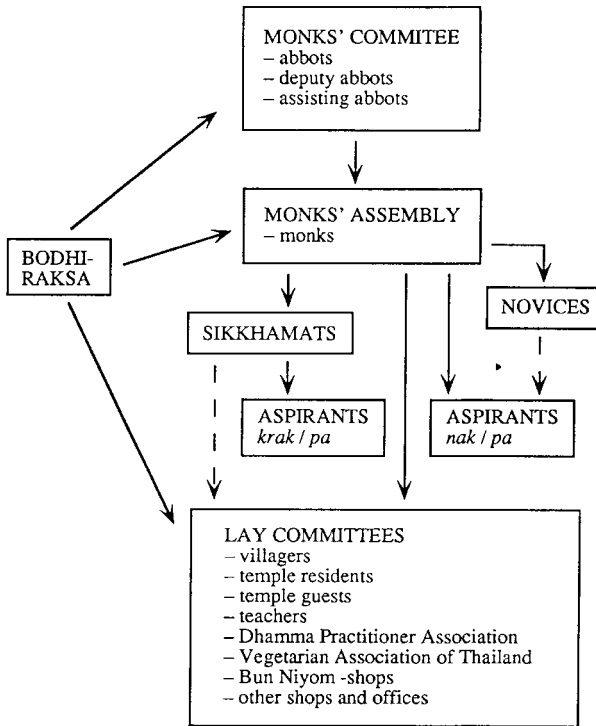 MONKS' COMMITEE
– abbots
– deputy abbots
– assisting abbots
MONKS' ASSEMBLY
– monks
BODHI-
RAKSA
NOVICES
SIKKHAMATS
ASPIRANTS
krak / pa
ASPIRANTS
nak / pa
LAY COMMITTEES
– villagers
– temple residents
– temple guests
– teachers
– Dhamma Practitioner Association
– Vegetarian Association of Thailand
– Bun Niyom -shops
– other shops and offices